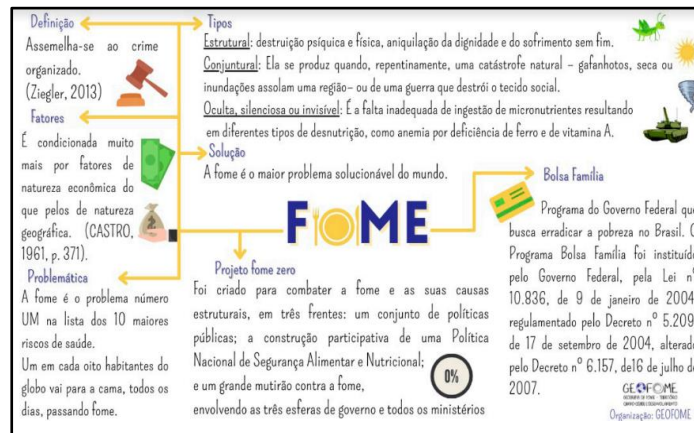 Definição
Assemelha-se ao crime
organizado.
(Ziegler, 2013)
Fatores
É condicionada muito
mais por fatores de
natureza econômica do
que pelos de natureza
geográfica. (CASTRO,
1961, p. 371).
Problemática
A fome é o problema número
UM na lista dos 10 maiores
riscos de saúde.
Um em cada oito habitantes do
globo vai para a cama, todos os
dias, passando fome.
Tipos
Estrutural: destruição psíquica e física, aniquilação da dignidade e do sofrimento sem fim.
Conjuntural: Ela se produz quando, repentinamente, uma catástrofe natural – gafanhotos, seca ou
inundações assolam uma região– ou de uma guerra que destrói o tecido social.
Oculta, silenciosa ou invisível: É a falta inadequada de ingestão de micronutrientes resultando
em diferentes tipos de desnutrição, como anemia por deficiência de ferro e de vitamina A.
Solução
A fome é o maior problema solucionável do mundo.
FOME
Projeto fome zero
Foi criado para combater a fome e as suas causas
estruturais, em três frentes: um conjunto de políticas
públicas; a construção participativa de uma Política
Nacional de Segurança Alimentar e Nutricional;
e um grande mutirão contra a fome,
envolvendo as três esferas de governo e todos os ministérios
0%
Bolsa Família
Programa do Governo Federal que
busca erradicar a pobreza no Brasil. O
Programa Bolsa Família foi instituído
pelo Governo Federal, pela Lei nº
10.836, de 9 de janeiro de 2004,
regulamentado pelo Decreto nº 5.209,
de 17 de setembro de 2004, alterado
pelo Decreto nº 6.157, de16 de julho de
2007.
GEOFOME
Organização: GEOFOME